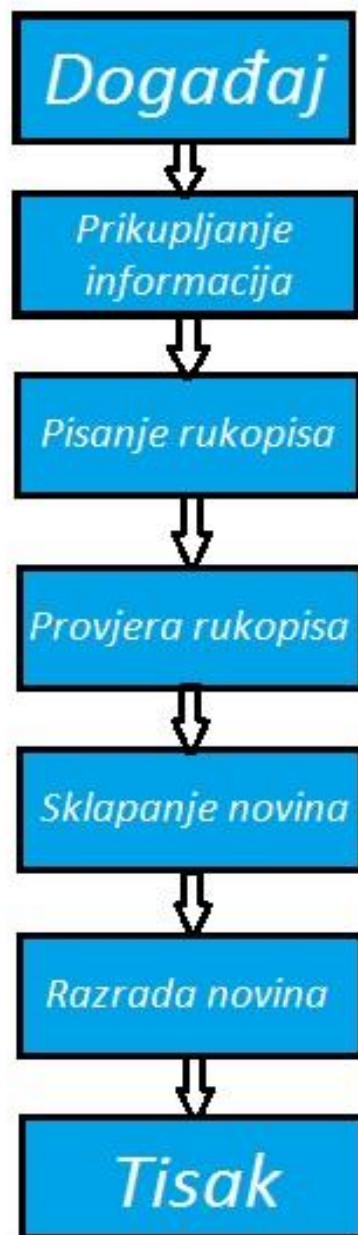 Događaj
Prikupljanje
informacija
Pisanje rukopisa
Provjera rukopisa
Sklapanje novina
Razrada novina
Tisak